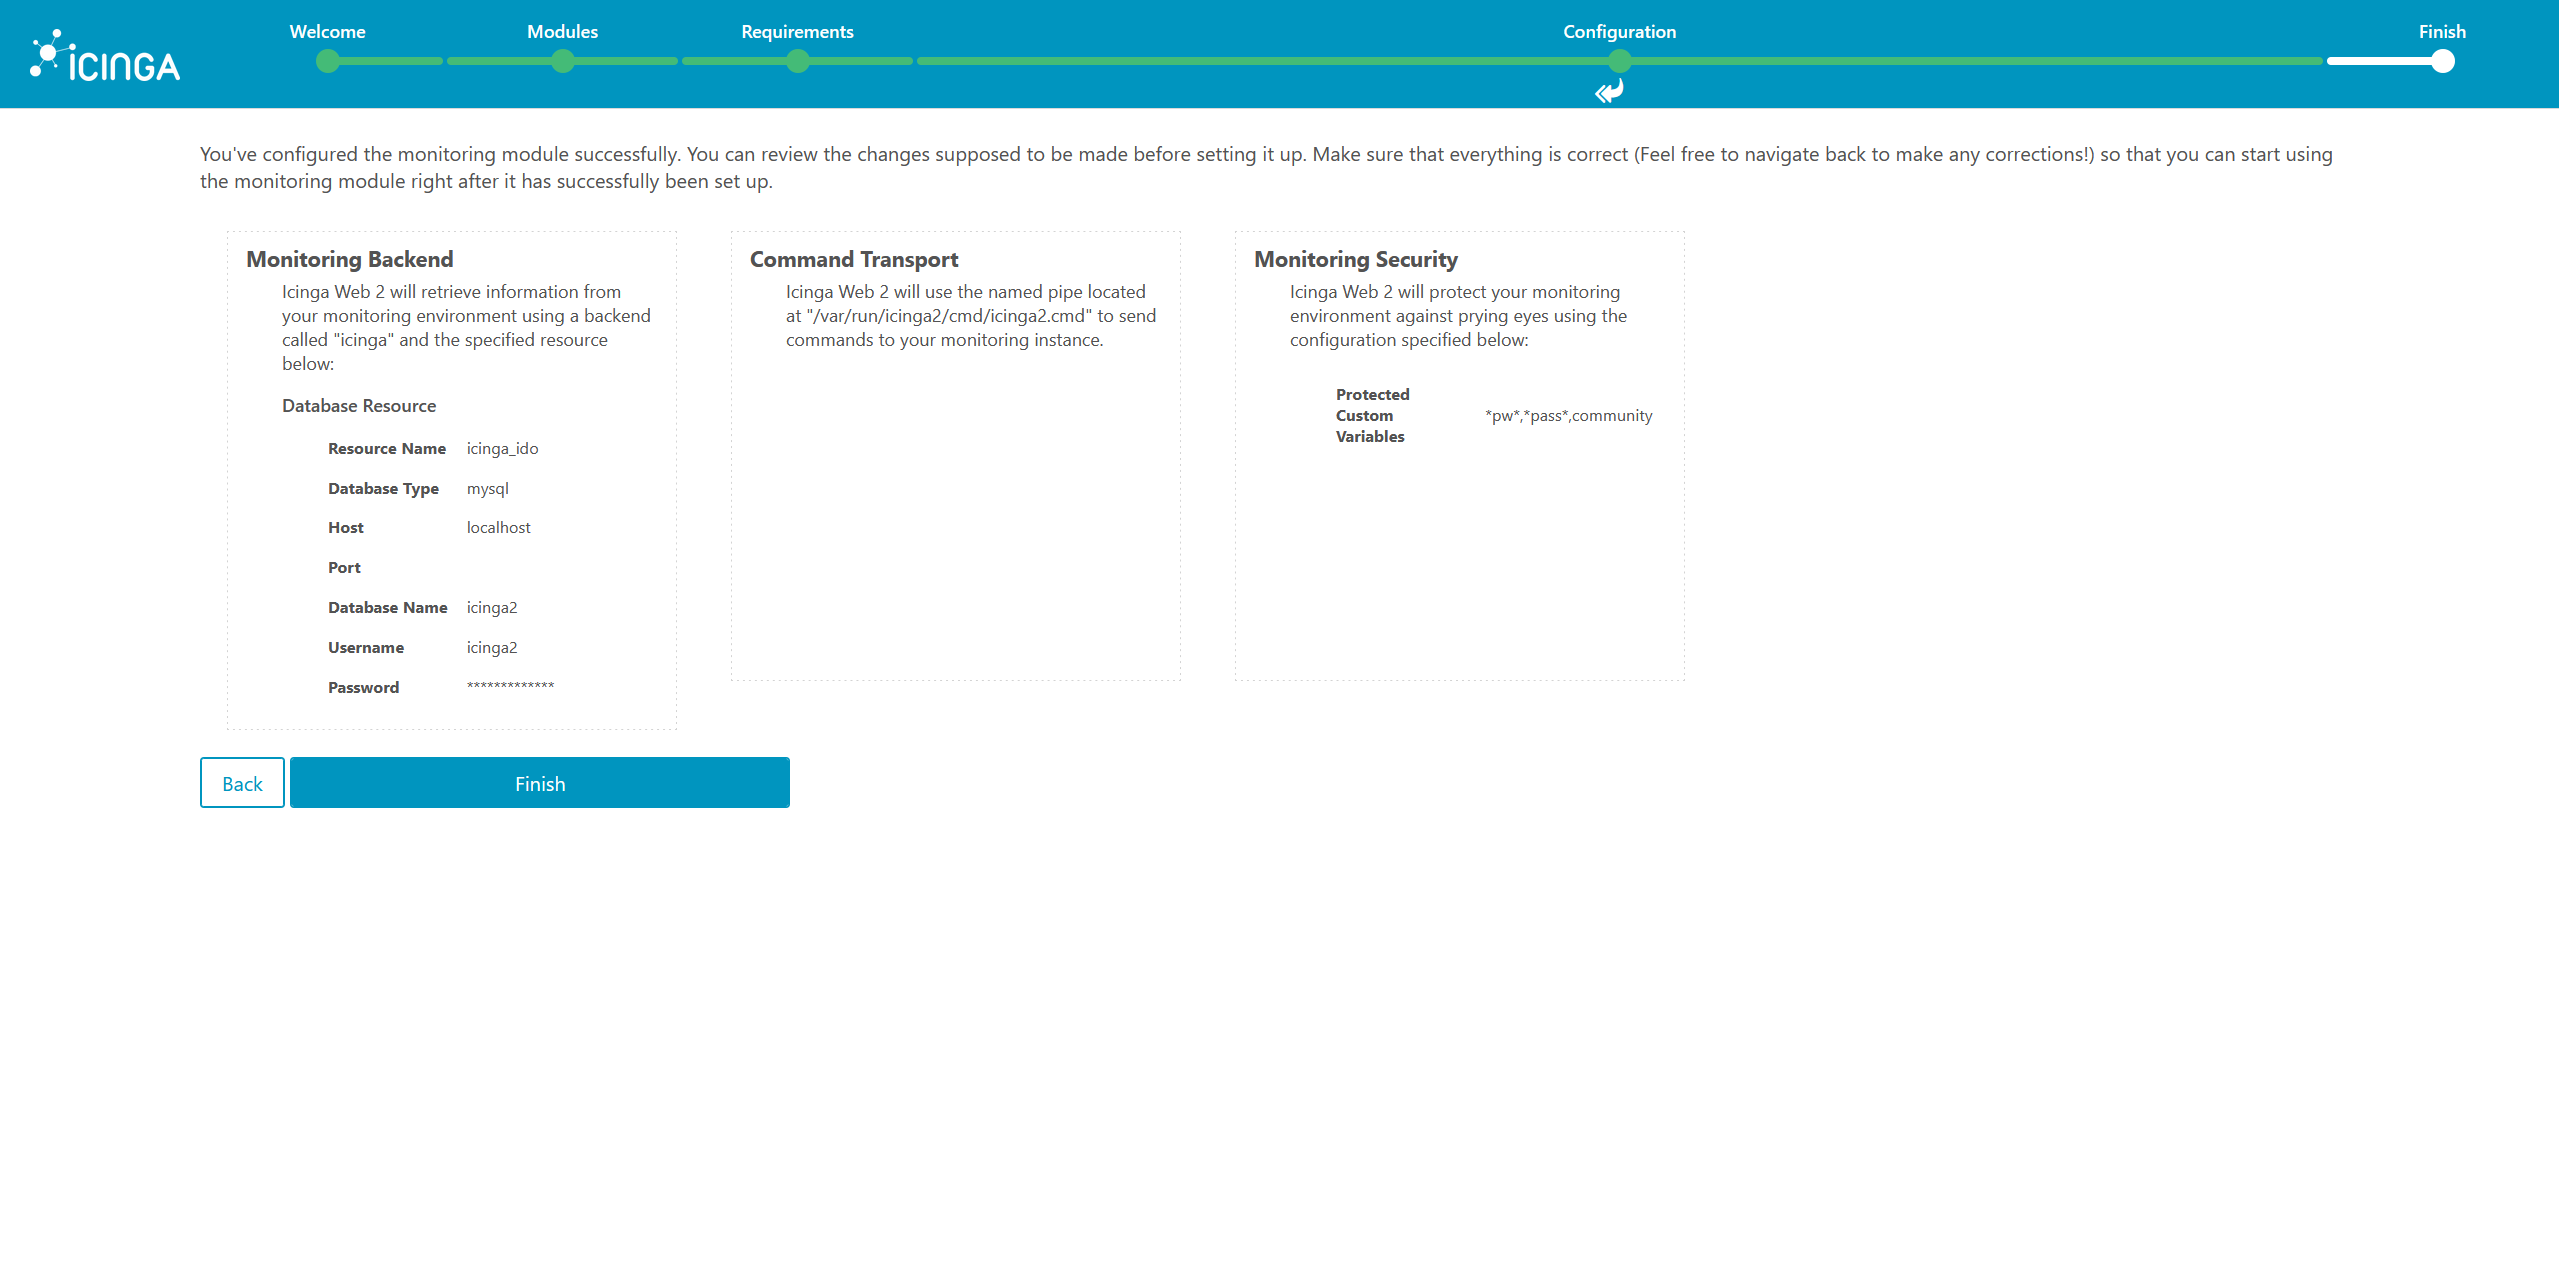 ICINGA
Welcome
Modules
Requirements
Configuration
Finish
You've configured the monitoring module successfully. You can review the changes supposed to be made before setting it up. Make sure that everything is correct (Feel free to navigate back to make any corrections!) so that you can start using
the monitoring module right after it has successfully been set up.
Monitoring Backend
Icinga Web 2 will retrieve information from
your monitoring environment using a backend
called "icinga" and the specified resource
below:
Database Resource
Resource Name icinga_ido
Database Type mysql
Host localhost
Port
Database Name icinga2
Username icinga2
Password *************
Command Transport
Icinga Web 2 will use the named pipe located
at "/var/run/icinga2/cmd/icinga2.cmd" to send
commands to your monitoring instance.
Monitoring Security
Icinga Web 2 will protect your monitoring
environment against prying eyes using the
configuration specified below:
Protected
Custom
Variables
*pw*,*pass*,community
Back
Finish